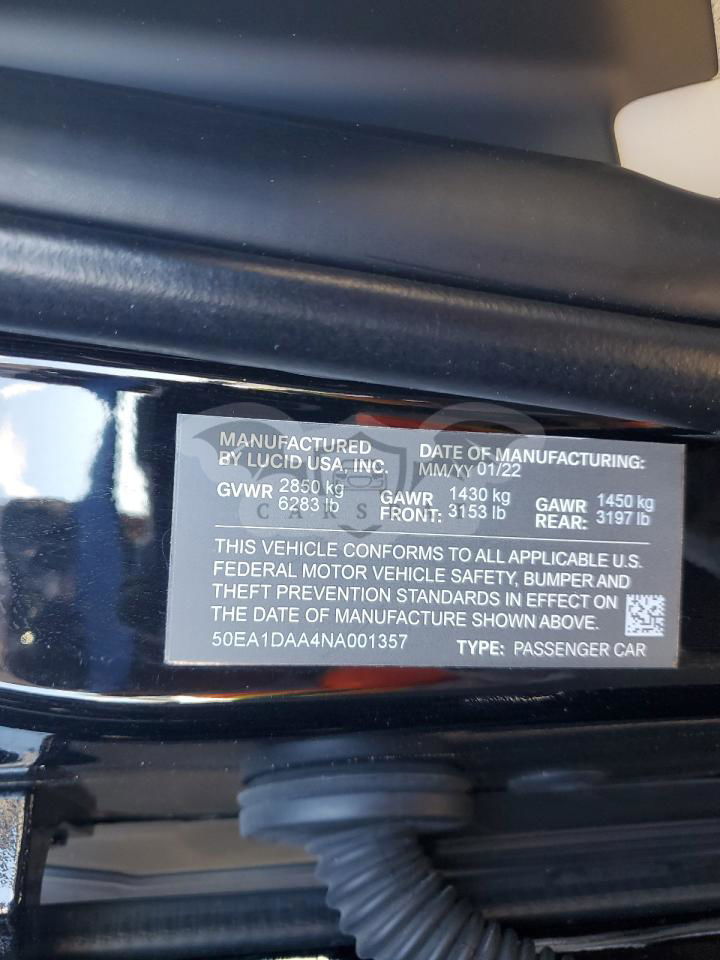 MANUFACTURED
BY LUCID USA, INC.
DATE OF MANUFACTURING:
MM/YY 01/22
GVWR 2850 kg
6283 lb
GAWR 1430 kg
FRONT: 3153 lb
GAWR 1450 kg
REAR: 3197 lb
THIS VEHICLE CONFORMS TO ALL APPLICABLE U.S.
FEDERAL MOTOR VEHICLE SAFETY, BUMPER AND
THEFT PREVENTION STANDARDS IN EFFECT ON
THE DATE OF MANUFACTURE SHOWN ABOVE.
50EA1DAA4NA001357
TYPE: PASSENGER CAR